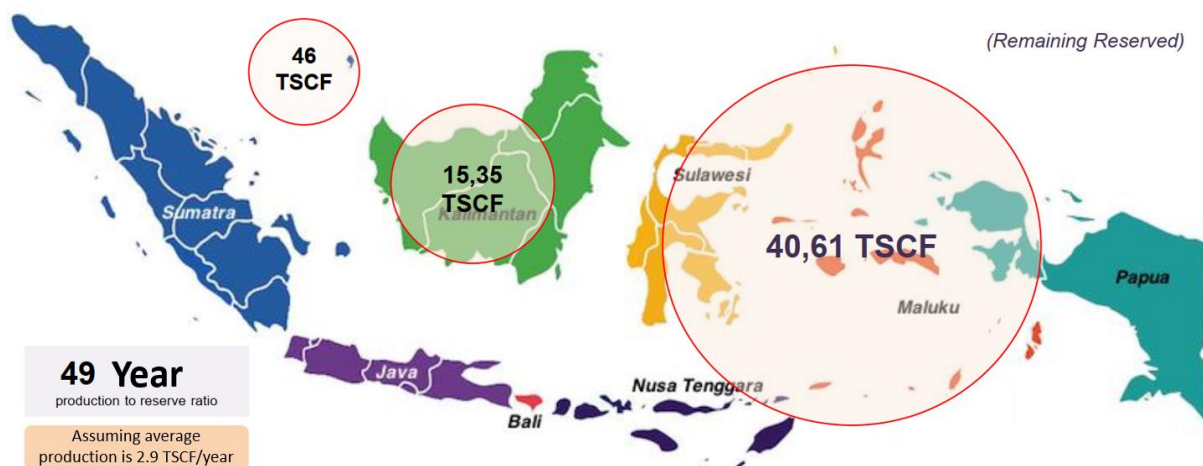 46
TSCF
(Remaining Reserved)
15,35
TSCF
Kalimantan
Sulawesi
Sumatra
40,61 TSCF
Papua
Maluku
49 Year
production to reserve ratio
Java
Nusa Tenggara
Bali
Assuming average
production is 2.9 TSCF/year